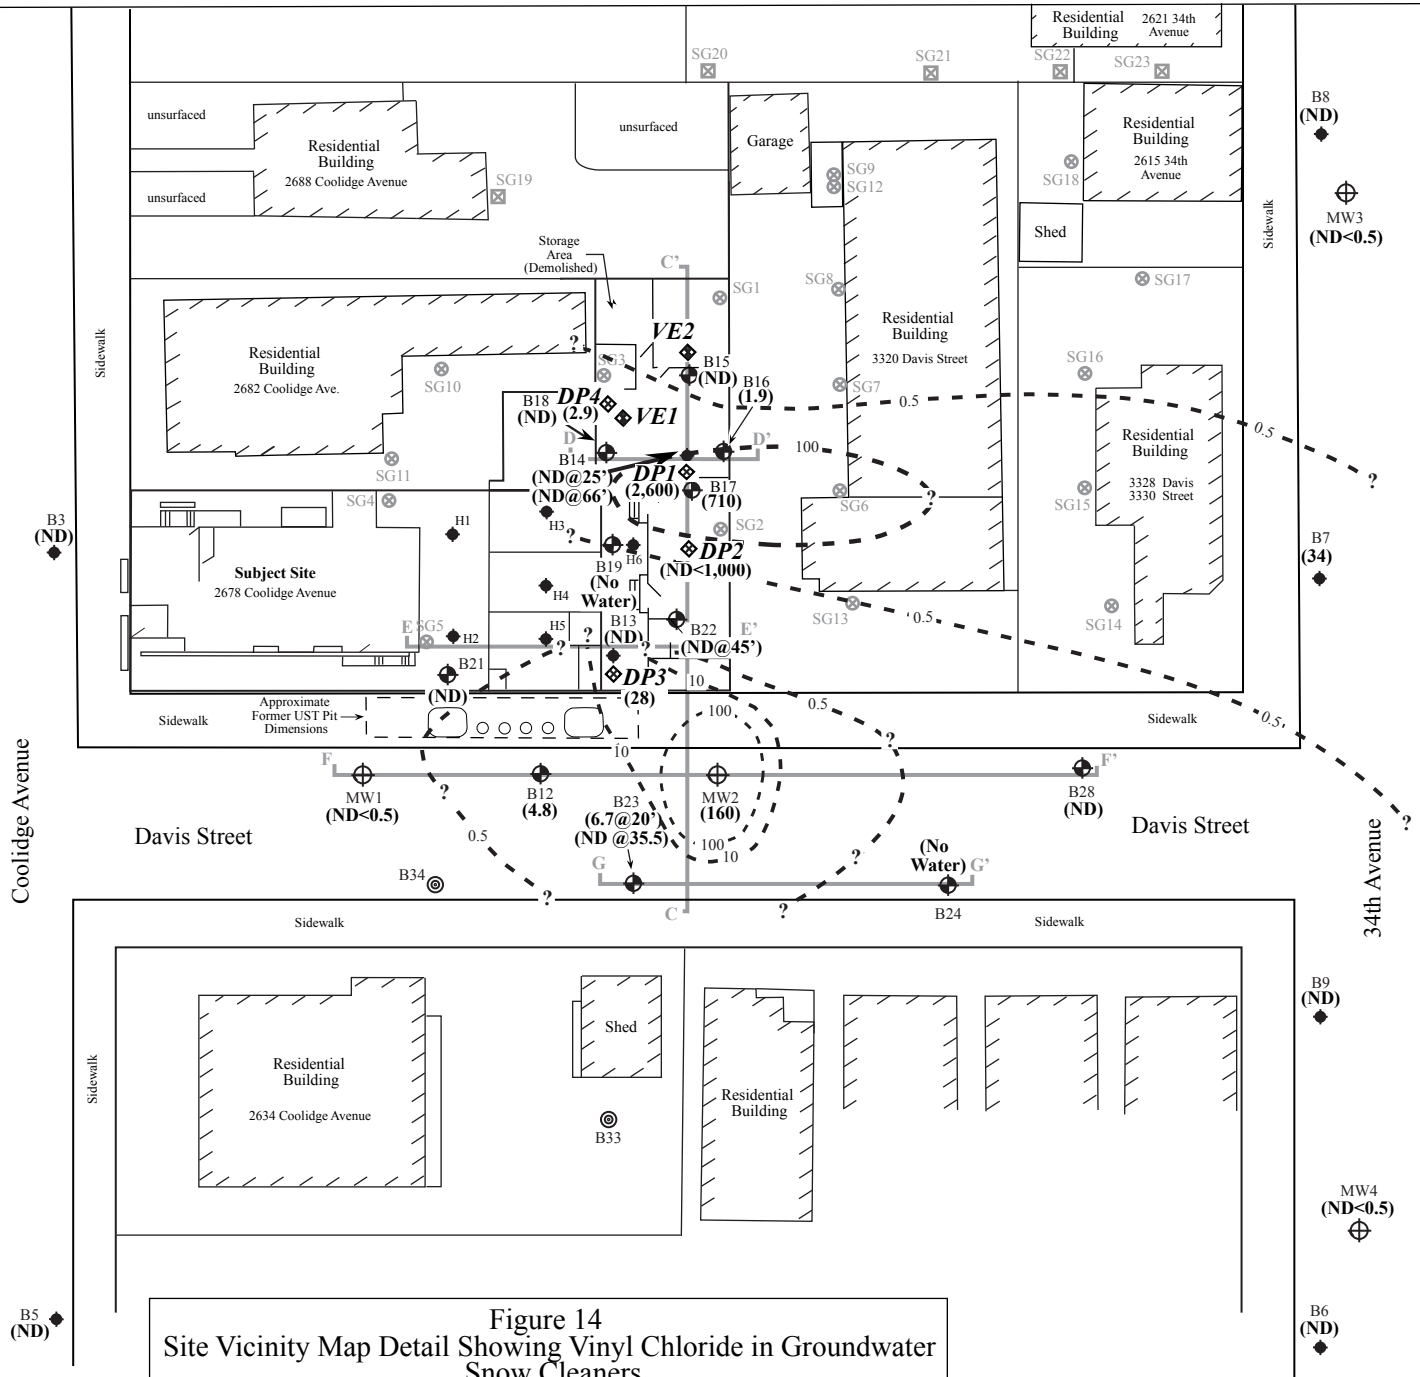 Residential
Building
2621 34th
Avenue
SG20
SG21
SG22
SG23
B8
(ND)
unsurfaced
Residential
Building
2688 Coolidge Avenue
unsurfaced
Garage
Residential
Building
2615 34th
Avenue
SG9
SG12
SG18
SG19
unsurfaced
MW3
(ND<0.5)
Sidewalk
Shed
Storage
Area
(Demolished)
C'
SG1
SG8
SG17
Sidewalk
VE2
Residential
Building
3320 Davis Street
Residential
Building
2682 Coolidge Ave.
?
SG3
SG10
B15
(ND)
B16
(1.9)
SG7
SG16
0.5
B18
(ND)
DP4
(2.9)
VE1
D
D'
100
0.5
Residential
Building
3328 Davis
3330 Street
SG11
B14
(ND@25')
(ND@66')
DP1
(2,600)
B17
(710)
SG6
?
SG15
?
SG4
B3
(ND)
H1
H3
?
SG2
H6
DP2
(ND<1,000)
B7
(34)
Subject Site
2678 Coolidge Avenue
B19
(No
Water)
H4
SG13
0.5
SG14
E
SG5
H2
H5
?
?
B13
(ND)
?
B22
(ND@45')
E'
B21
(ND)
DP3
(28)
10
Approximate
Former UST Pit
Dimensions
Sidewalk
100
0.5
Sidewalk
0.5
10
?
F
F'
Coolidge Avenue
Davis Street
MW1
(ND<0.5)
?
B12
(4.8)
B23
(6.7@20')
(ND @35.5)
MW2
(160)
B28
(ND)
Davis Street
?
34th Avenue
0.5
100
10
?
(No
Water)
G
G'
B34
?
C
?
B24
Sidewalk
Sidewalk
B9
(ND)
Shed
Sidewalk
Residential
Building
2634 Coolidge Avenue
Residential
Building
B33
MW4
(ND<0.5)
B5
(ND)
B6
(ND)
Figure 14
Site Vicinity Map Detail Showing Vinyl Chloride in Groundwater
Snow Cleaners